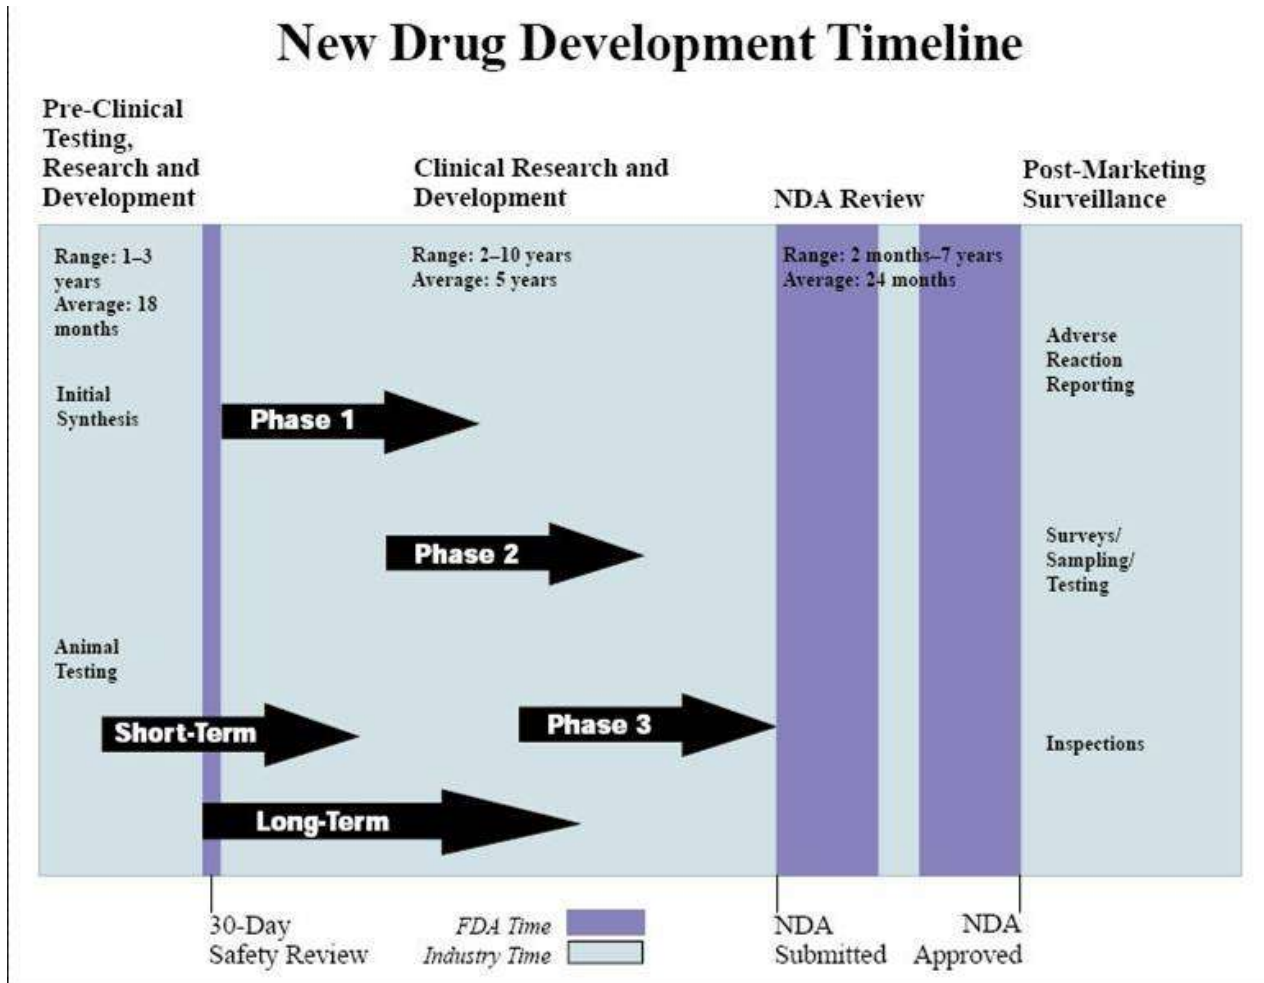 New Drug Development Timeline
Pre-Clinical
Testing,
Research and
Development
Clinical Research and
Development
NDA Review
Post-Marketing
Surveillance
Range: 1–3
years
Average: 18
months
Range: 2–10 years
Average: 5 years
Range: 2 months–7 years
Average: 24 months
Adverse
Reaction
Reporting
Initial
Synthesis
Phase 1
Phase 2
Surveys/
Sampling/
Testing
Animal
Testing
Short-Term
Phase 3
Inspections
Long-Term
30-Day
Safety Review
FDA Time
Industry Time
NDA
Submitted
NDA
Approved